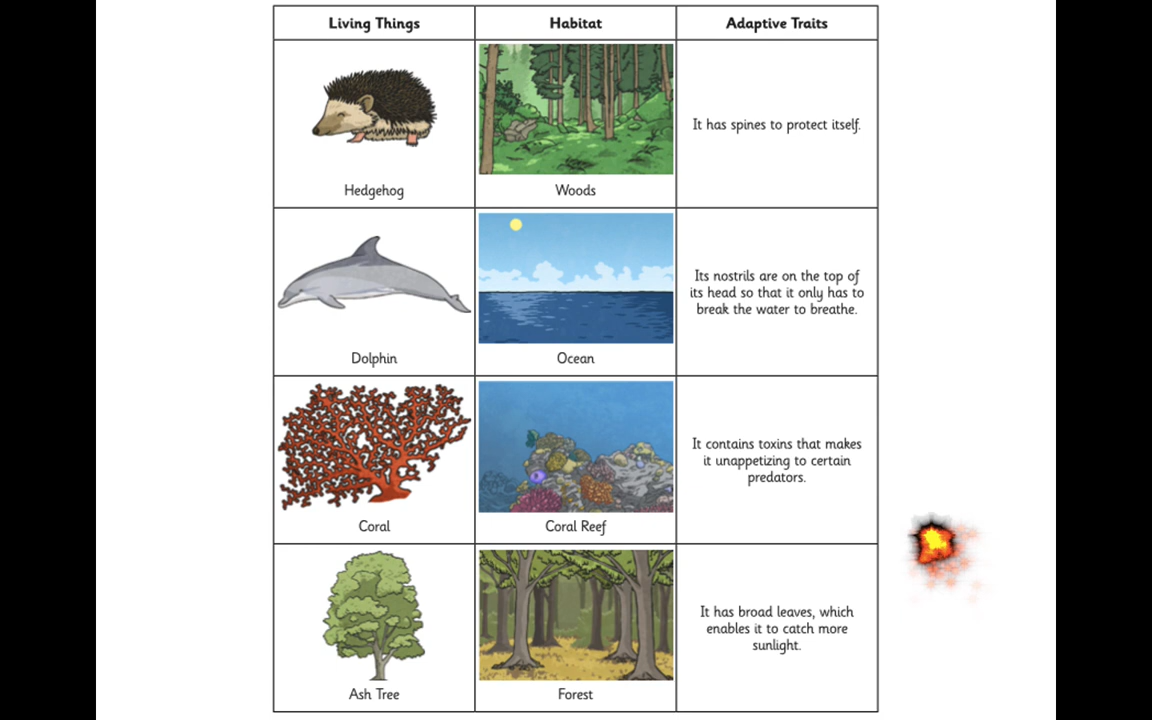 Living Things
Habitat
Adaptive Traits
Hedgehog
Woods
It has spines to protect itself.
Dolphin
Ocean
Its nostrils are on the top of
its head so that it only has to
break the water to breathe.
Coral
Coral Reef
It contains toxins that makes
it unappetizing to certain
predators.
Ash Tree
Forest
It has broad leaves, which
enables it to catch more
sunlight.